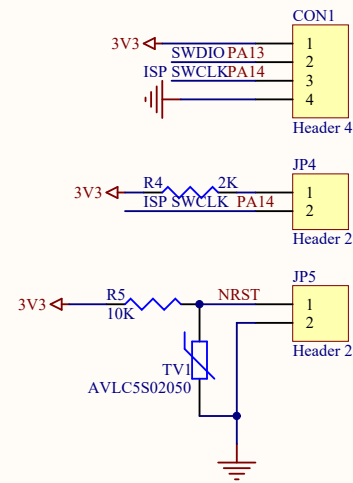 CON1
3V3 1
SWDIO PA13 2
ISP SWCLK PA14 3
4
Header 4
JP4
3V3 R4 2K 1
ISP SWCLK PA14 2
Header 2
JP5
3V3 R5 NRST 1
10K 2
Header 2
TV1
AVLC5S02050